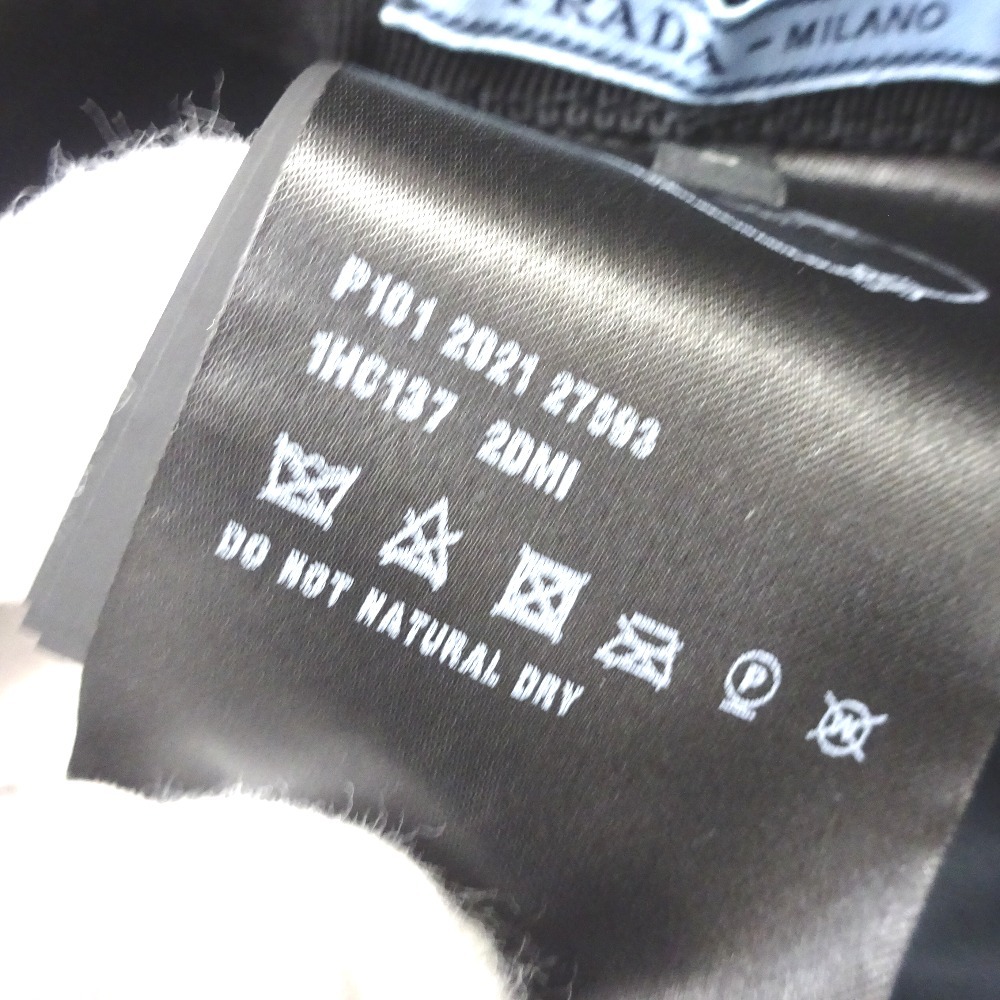 PRADA - MILANO
P101 2021 27593
1HC137 2DMI
DO NOT NATURAL DRY
P
W